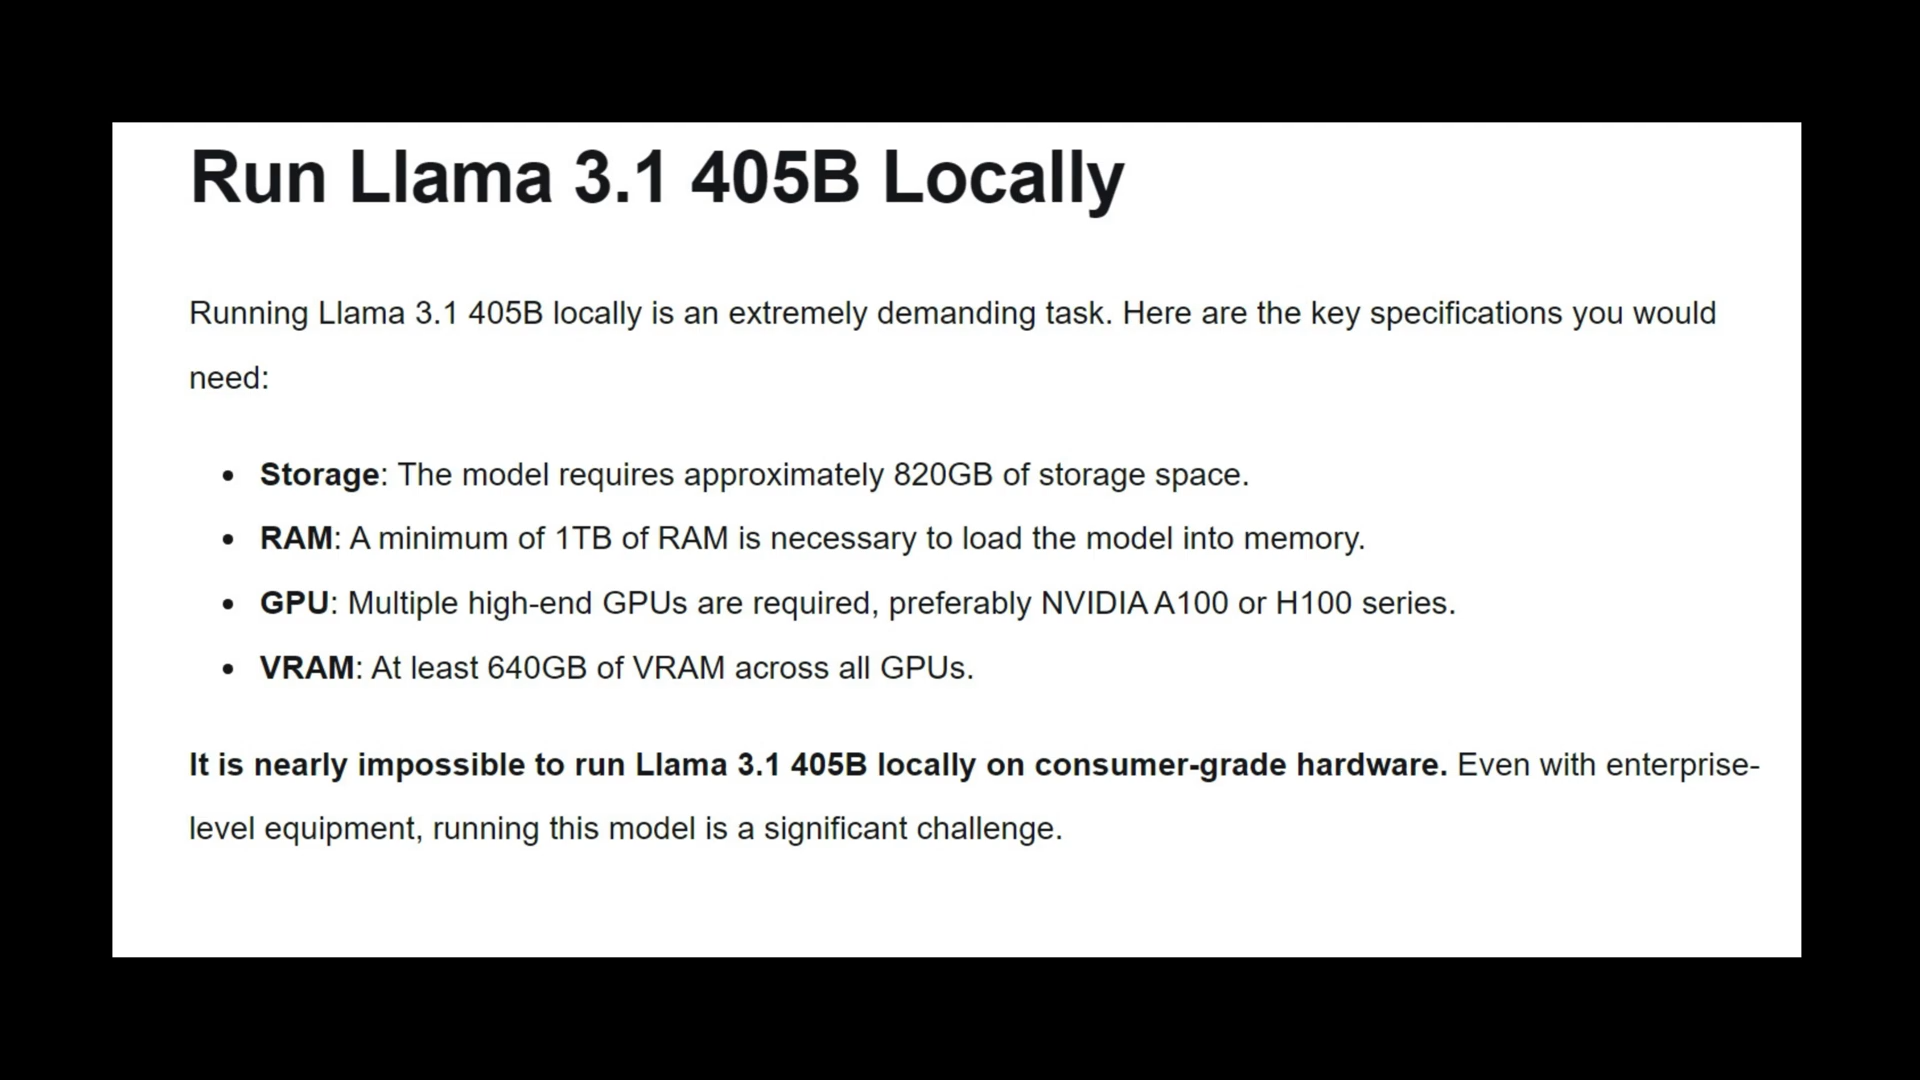 Run Llama 3.1 405B Locally
Running Llama 3.1 405B locally is an extremely demanding task. Here are the key specifications you would
need:
• Storage: The model requires approximately 820GB of storage space.
• RAM: A minimum of 1TB of RAM is necessary to load the model into memory.
• GPU: Multiple high-end GPUs are required, preferably NVIDIA A100 or H100 series.
• VRAM: At least 640GB of VRAM across all GPUs.
It is nearly impossible to run Llama 3.1 405B locally on consumer-grade hardware. Even with enterprise-
level equipment, running this model is a significant challenge.